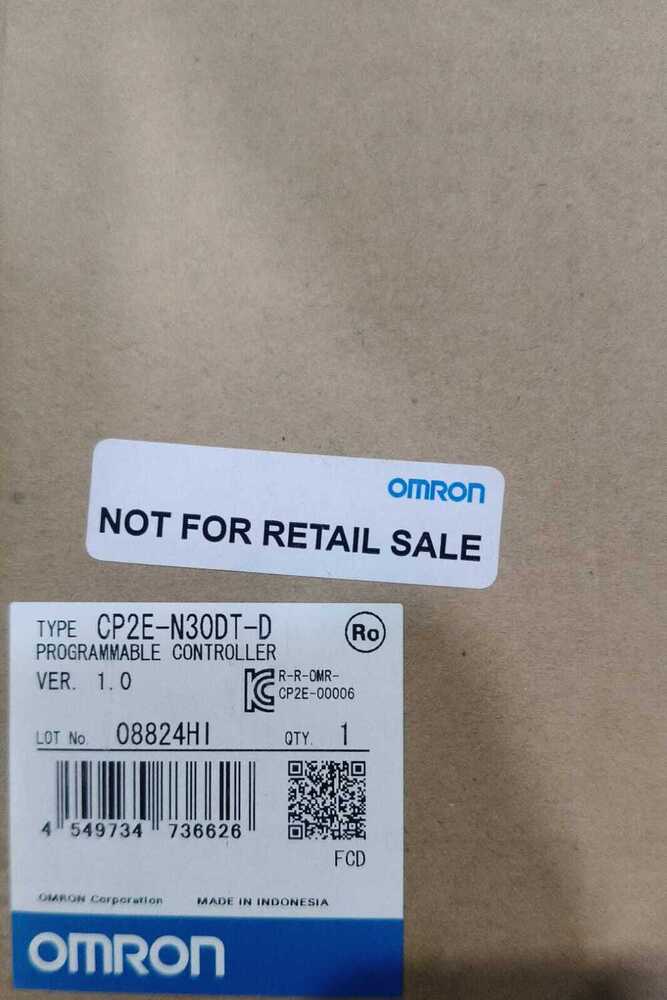 OMRON
NOT FOR RETAIL SALE
TYPE CP2E-N30DT-D
Ro
PROGRAMMABLE CONTROLLER
VER. 1.0
R-R-OMR-
CP2E-00006
LOT No. 08824HI QTY. 1
4 549734 736626
FCD
OMRON Corporation MADE IN INDONESIA
OMRON